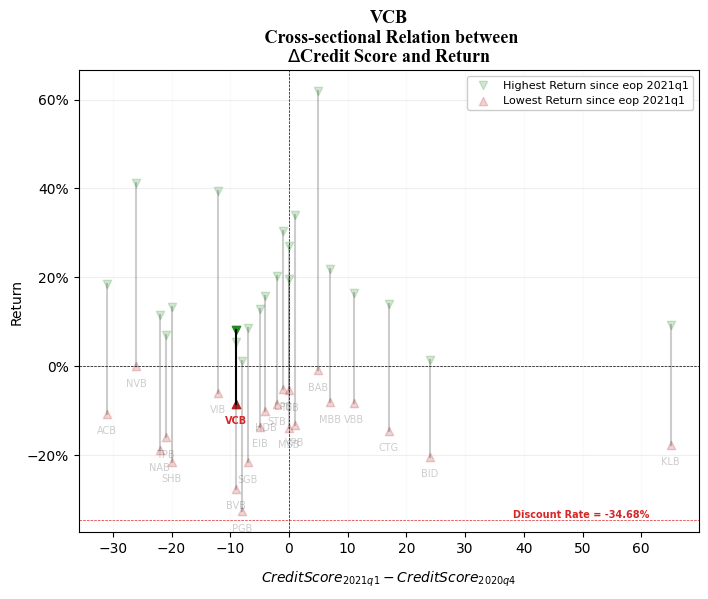 VCB
Cross-sectional Relation between
ΔCredit Score and Return
Highest Return since eop 2021q1
Lowest Return since eop 2021q1
Return
60%
40%
20%
0%
−20%
NVB
BAB
VIB
MBB
VBB
STB
VCB
ACB
EIB
CTG
TPB
NAB
BID
KLB
SHB
SGB
BVB
PGB
Discount Rate = -34.68%
−30
−20
−10
0
10
20
30
40
50
60
CreditScore2021q1 − CreditScore2020q4